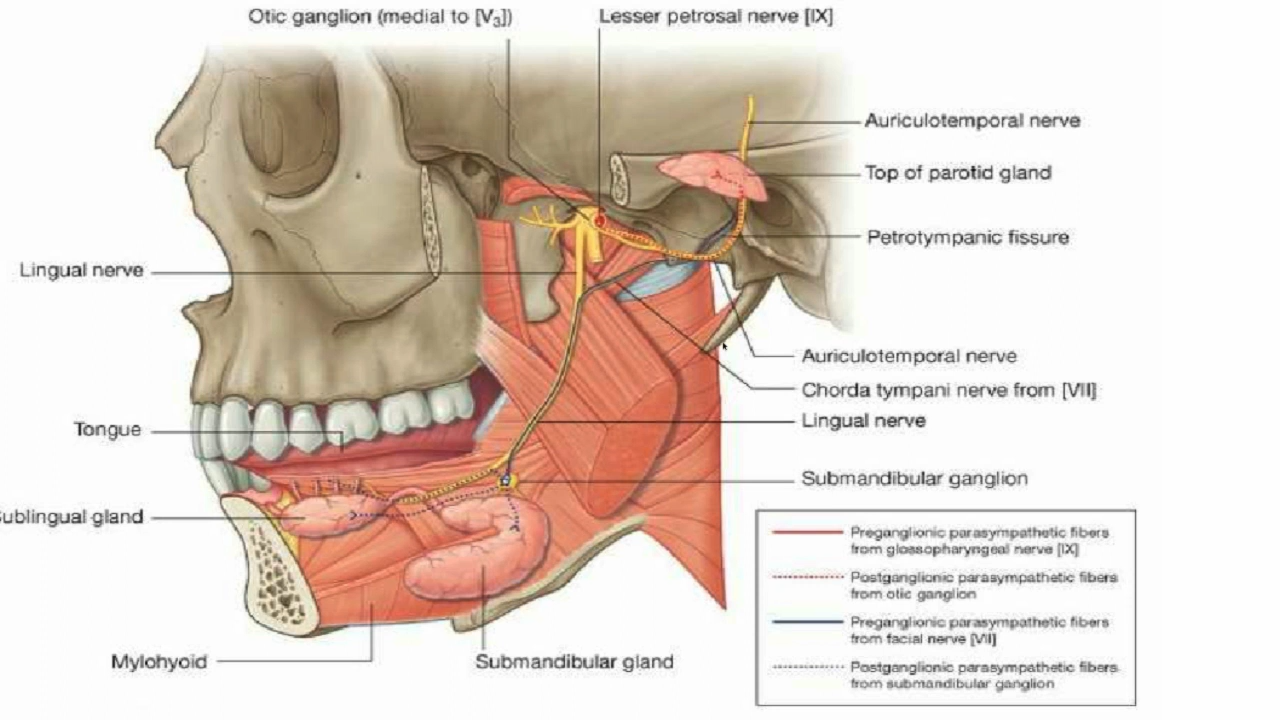 Otic ganglion (medial to [V3])
Lesser petrosal nerve [IX]
Auriculotemporal nerve
Top of parotid gland
Petrotympanic fissure
Lingual nerve
Auriculotemporal nerve
Chorda tympani nerve from [VII]
Lingual nerve
Tongue
Submandibular ganglion
Sublingual gland
Preganglionic parasympathetic fibers
from glossopharyngeal nerve [IX]
Postganglionic parasympathetic fibers
from otic ganglion
Preganglionic parasympathetic fibers
from facial nerve [VII]
Postganglionic parasympathetic fibers
from submandibular ganglion
Mylohyoid
Submandibular gland